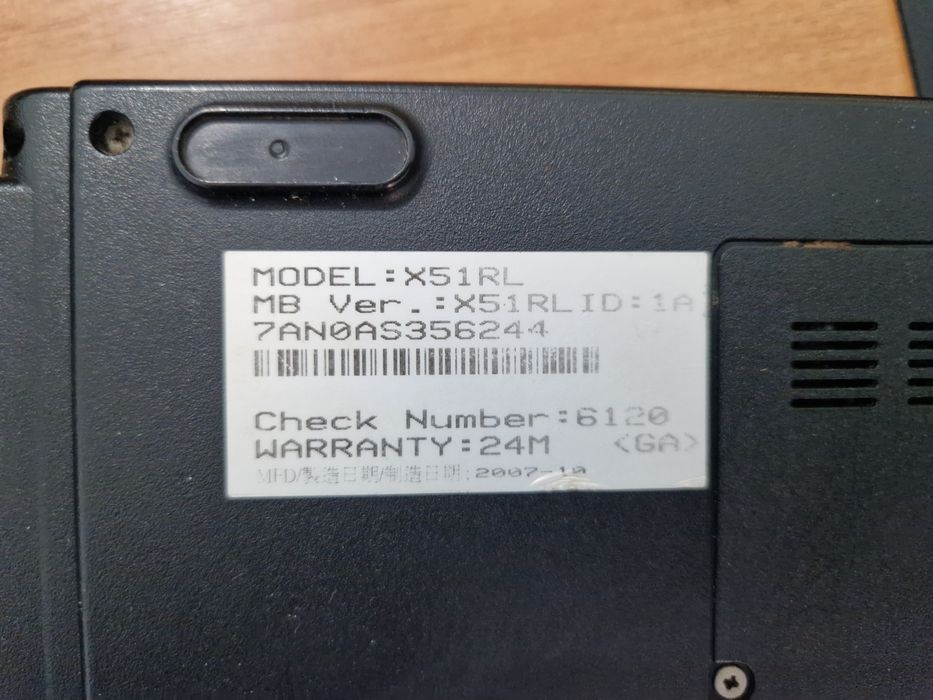 MODEL:X51RL
MB Ver.:X51RLID:1A
7AN0AS356244
Check Number:6120
WARRANTY:24M <GA>
MFD/製造日期/制造日期:2007-10